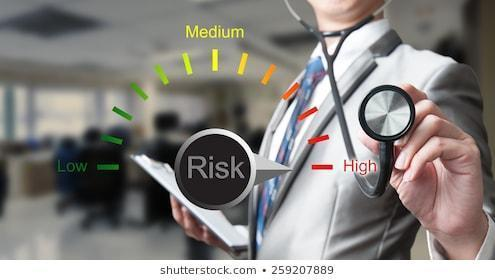 Medium
Low
Risk
High
shutterstock.com • 259207889